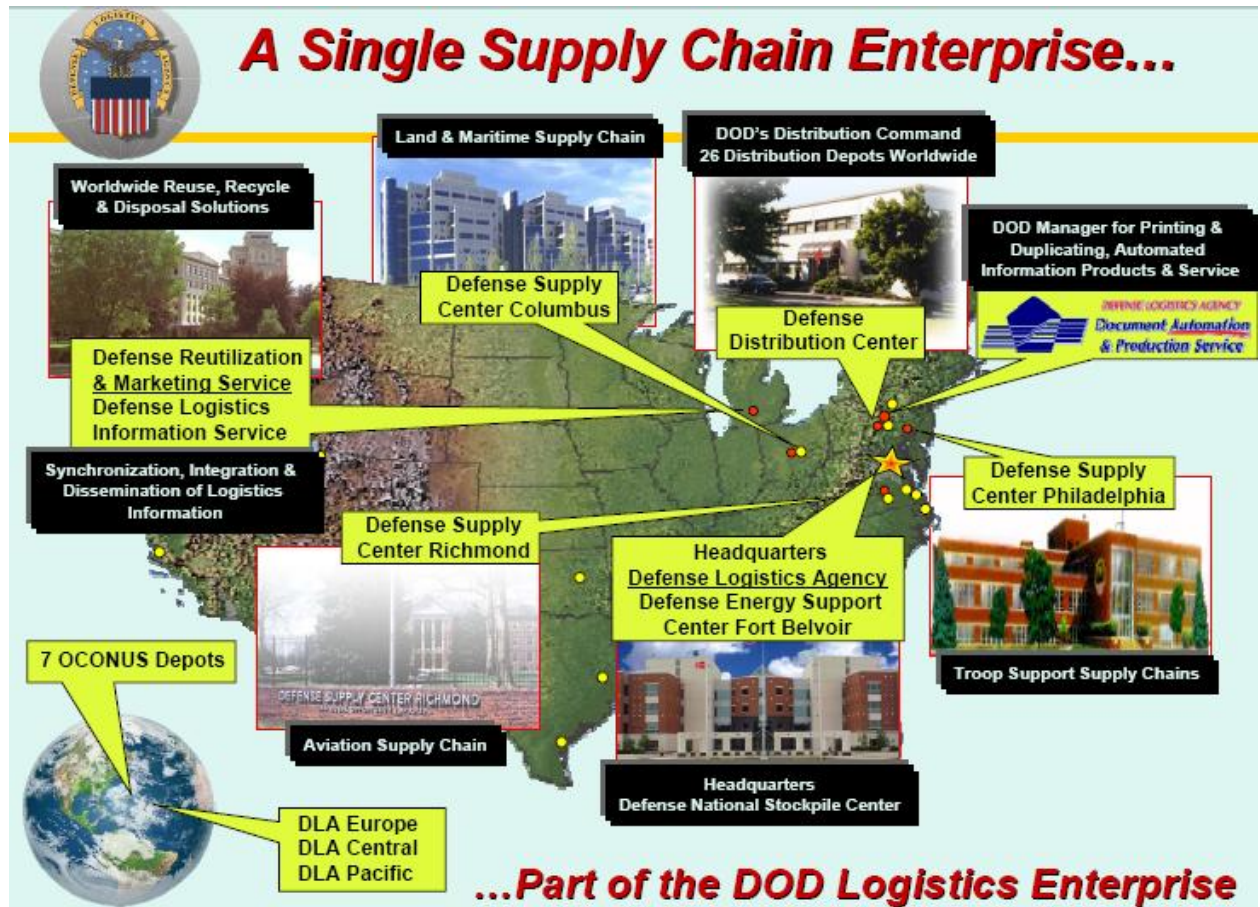 DEFENSE LOGISTICS AGENCY
A Single Supply Chain Enterprise...
Land & Maritime Supply Chain
DOD's Distribution Command
26 Distribution Depots Worldwide
Worldwide Reuse, Recycle
& Disposal Solutions
DOD Manager for Printing &
Duplicating, Automated
Information Products & Service
DEFENSE LOGISTICS AGENCY
Document Automation
& Production Service
Defense Supply
Center Columbus
Defense
Distribution Center
Defense Reutilization
& Marketing Service
Defense Logistics
Information Service
Synchronization, Integration &
Dissemination of Logistics
Information
Defense Supply
Center Philadelphia
Defense Supply
Center Richmond
Headquarters
Defense Logistics Agency
Defense Energy Support
Center Fort Belvoir
7 OCONUS Depots
DEFENSE SUPPLY CENTER RICHMOND
Troop Support Supply Chains
Aviation Supply Chain
Headquarters
Defense National Stockpile Center
DLA Europe
DLA Central
DLA Pacific
...Part of the DOD Logistics Enterprise